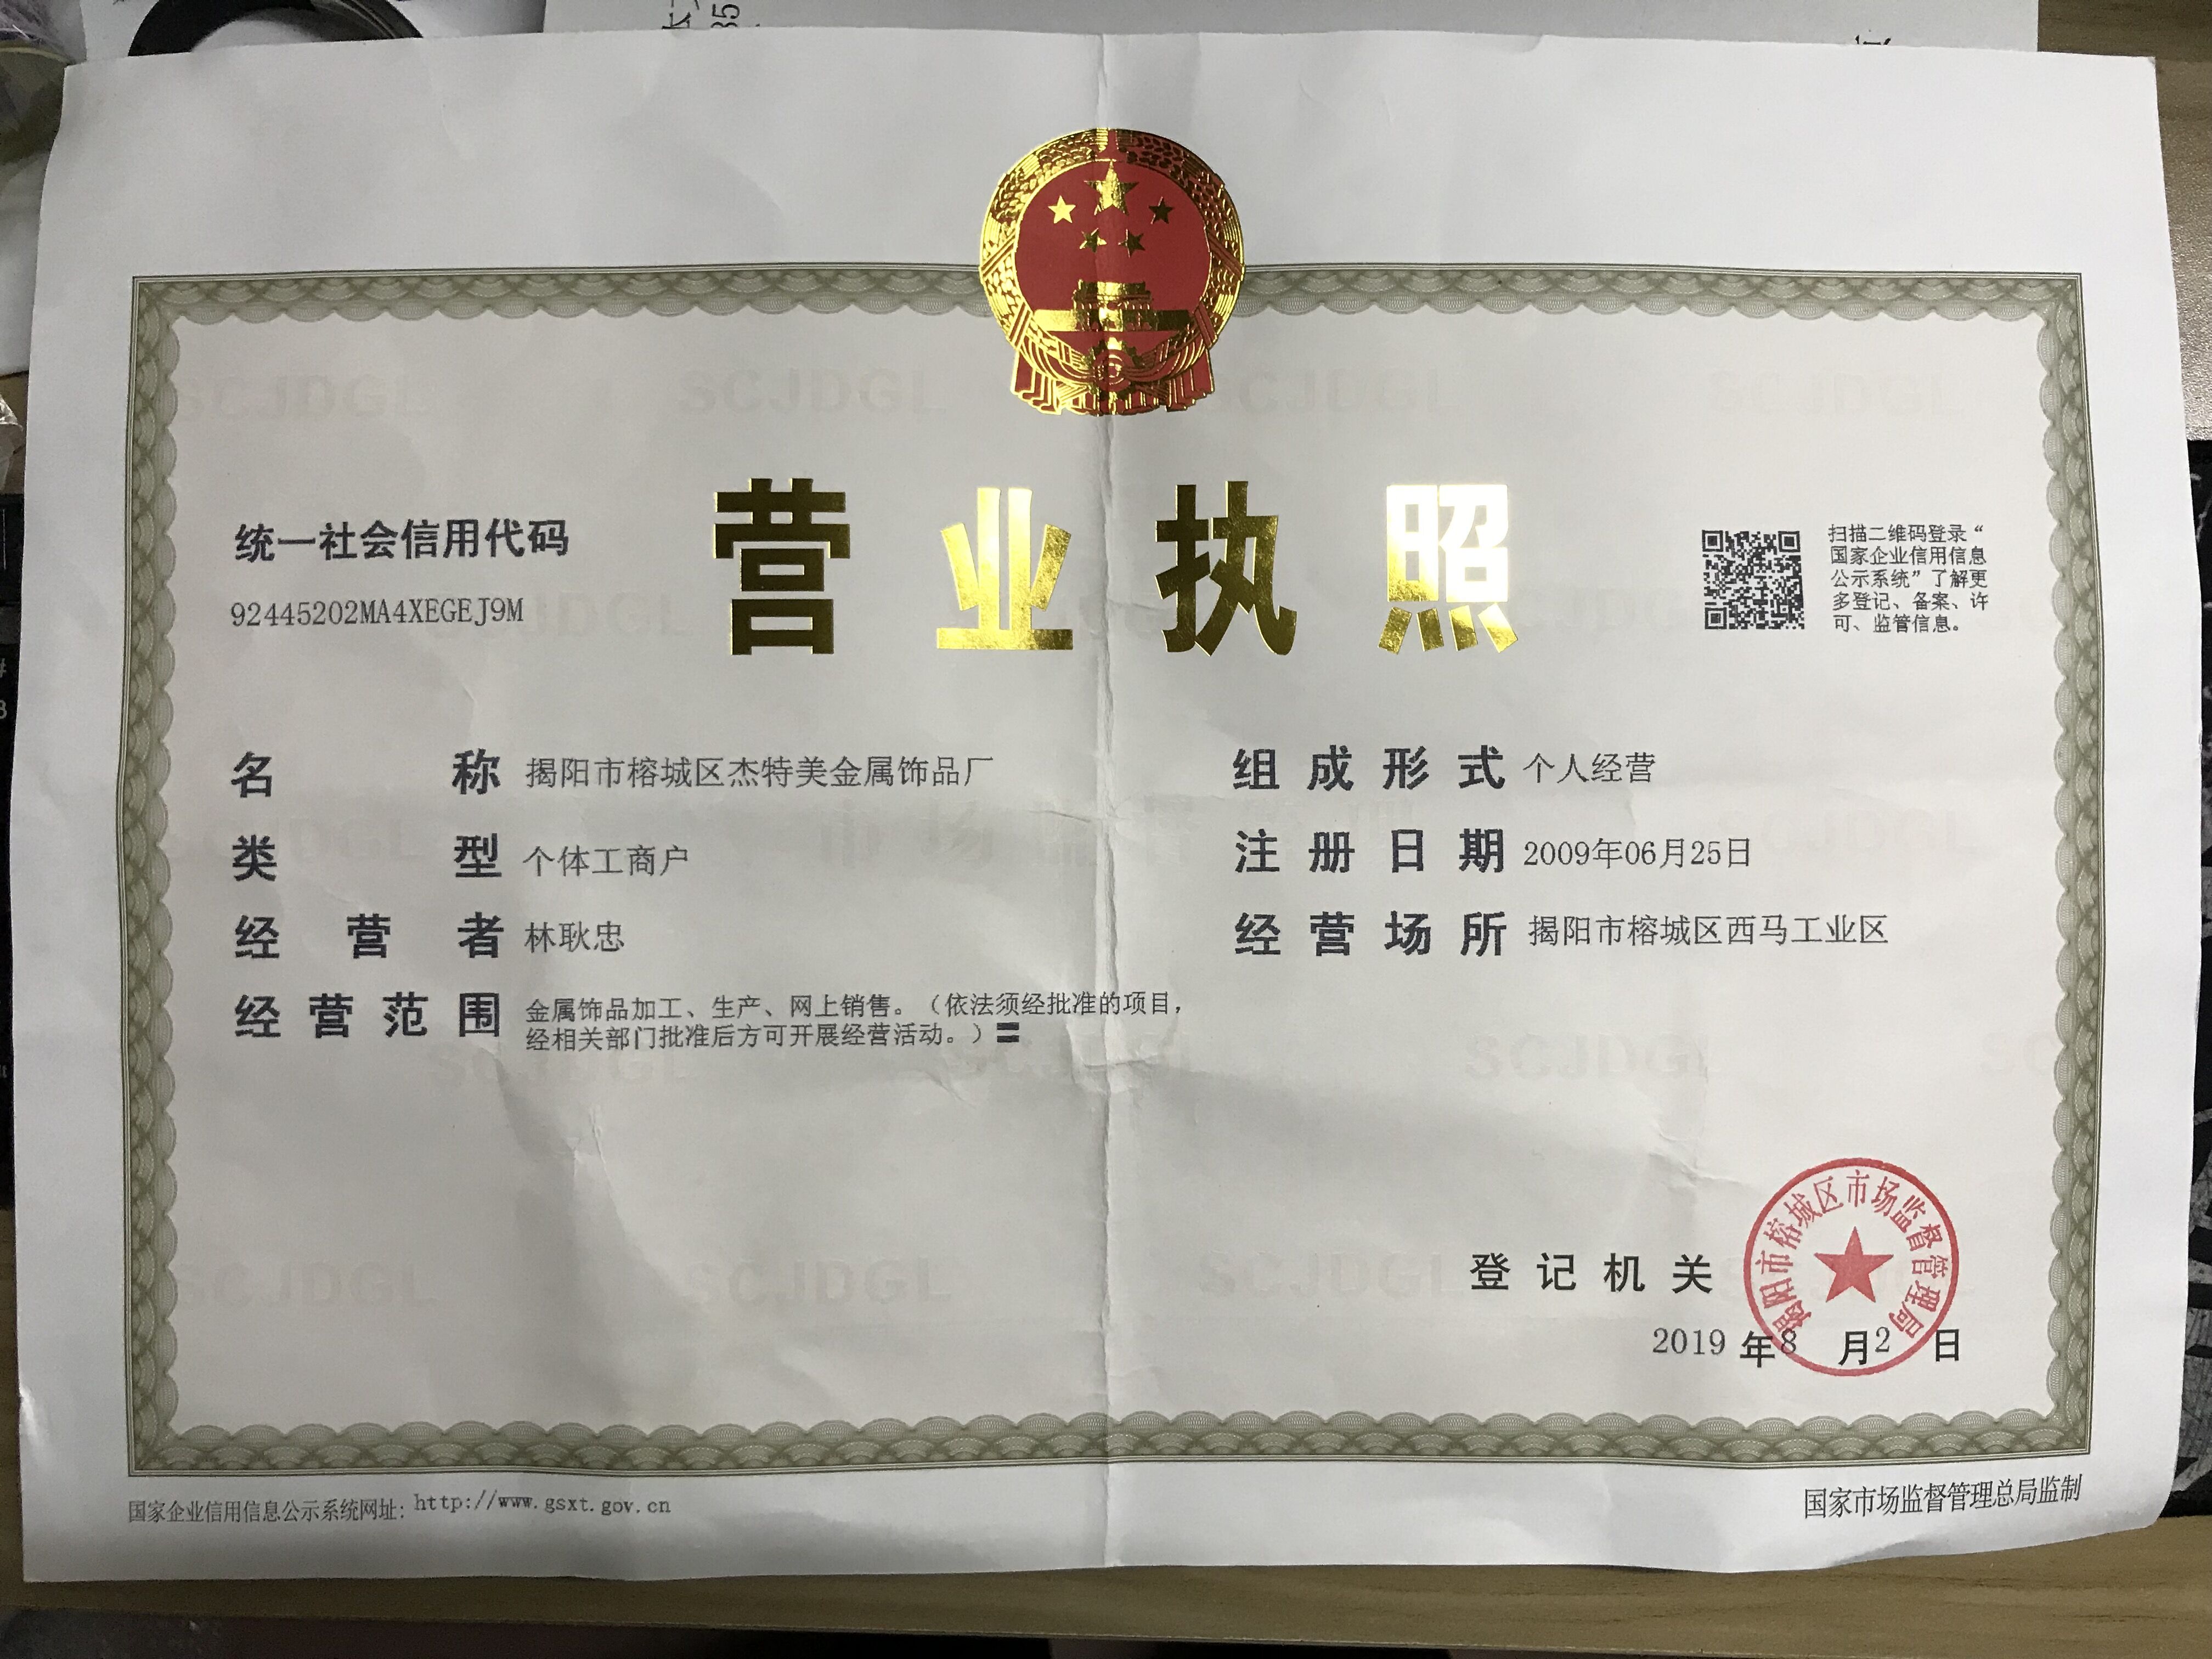 营业执照
统一社会信用代码
92445202MA4XEGEJ9M
扫描二维码登录“
国家企业信用信息
公示系统”了解更
多登记、备案、许
可、监管信息。
名称 揭阳市榕城区杰特美金属饰品厂
类型 个体工商户
经营者 林耿忠
经营范围 金属饰品加工、生产、网上销售。（依法须经批准的项目，
经相关部门批准后方可开展经营活动。）〓
组成形式 个人经营
注册日期 2009年06月25日
经营场所 揭阳市榕城区西马工业区
登记机关
揭阳市榕城区市场监督管理局
2019 年8 月2 日
国家企业信用信息公示系统网址: http://www.gsxt.gov.cn
国家市场监督管理总局监制
SCJDGL